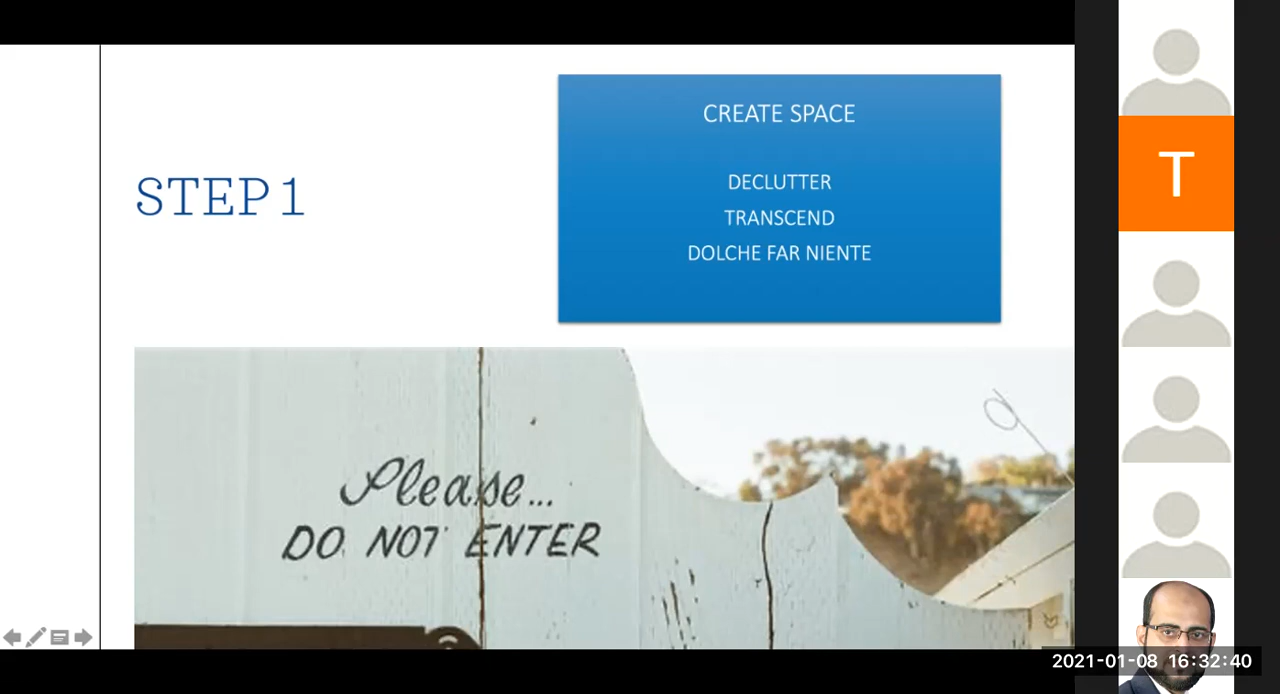 STEP 1
CREATE SPACE
DECLUTTER
TRANSCEND
DOLCHE FAR NIENTE
Please...
DO NOT ENTER
T
2021-01-08 16:32:40